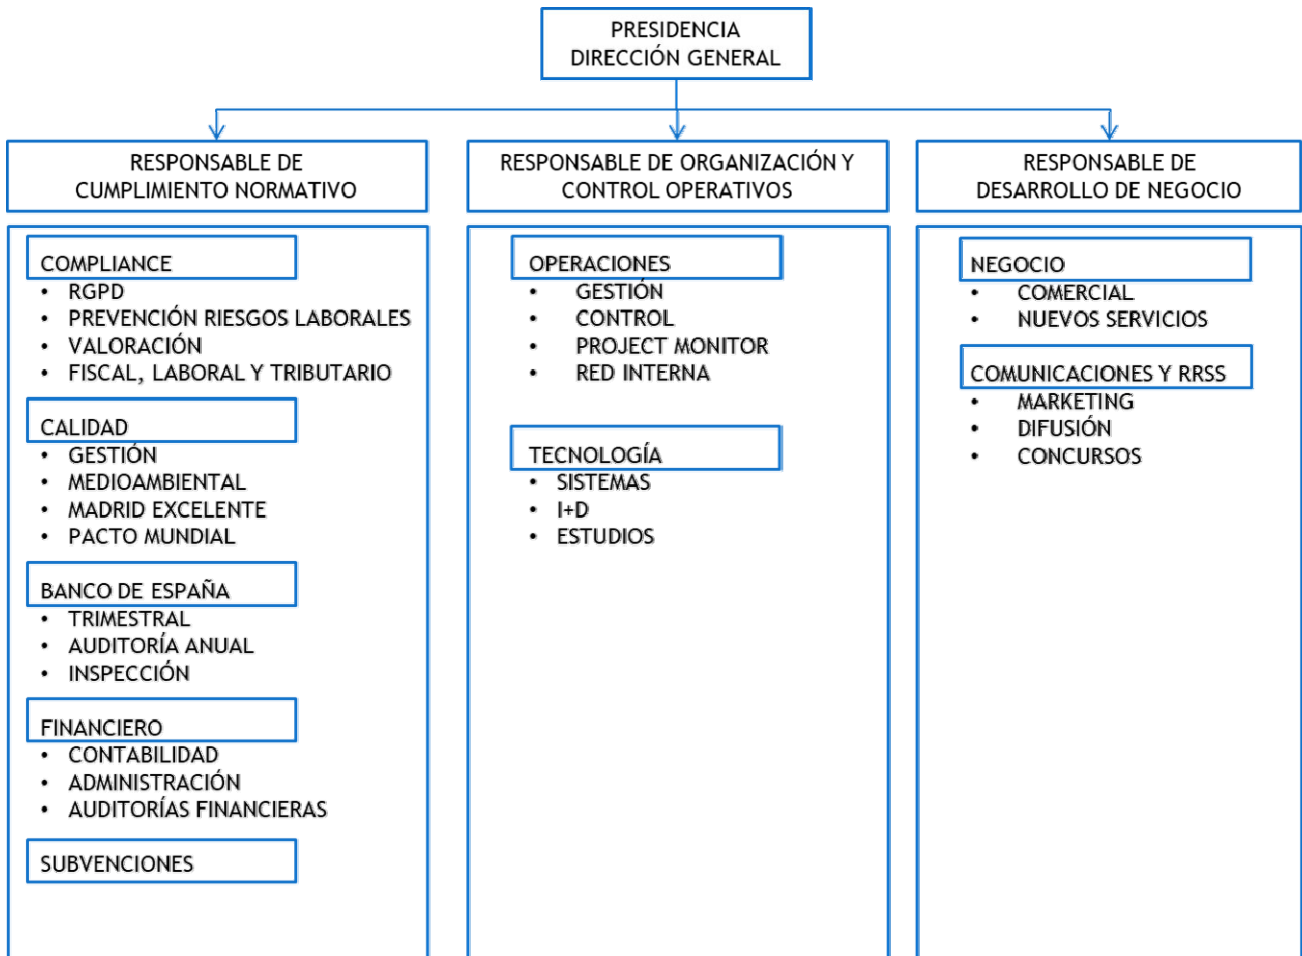 PRESIDENCIA
DIRECCIÓN GENERAL
RESPONSABLE DE
CUMPLIMIENTO NORMATIVO
COMPLIANCE
• RGPD
• PREVENCIÓN RIESGOS LABORALES
• VALORACIÓN
• FISCAL, LABORAL Y TRIBUTARIO
CALIDAD
• GESTIÓN
• MEDIOAMBIENTAL
• MADRID EXCELENTE
• PACTO MUNDIAL
BANCO DE ESPAÑA
• TRIMESTRAL
• AUDITORÍA ANUAL
• INSPECCIÓN
FINANCIERO
• CONTABILIDAD
• ADMINISTRACIÓN
• AUDITORÍAS FINANCIERAS
SUBVENCIONES
RESPONSABLE DE ORGANIZACIÓN Y
CONTROL OPERATIVOS
OPERACIONES
• GESTIÓN
• CONTROL
• PROJECT MONITOR
• RED INTERNA
TECNOLOGÍA
• SISTEMAS
• I+D
• ESTUDIOS
RESPONSABLE DE
DESARROLLO DE NEGOCIO
NEGOCIO
• COMERCIAL
• NUEVOS SERVICIOS
COMUNICACIONES Y RRSS
• MARKETING
• DIFUSIÓN
• CONCURSOS